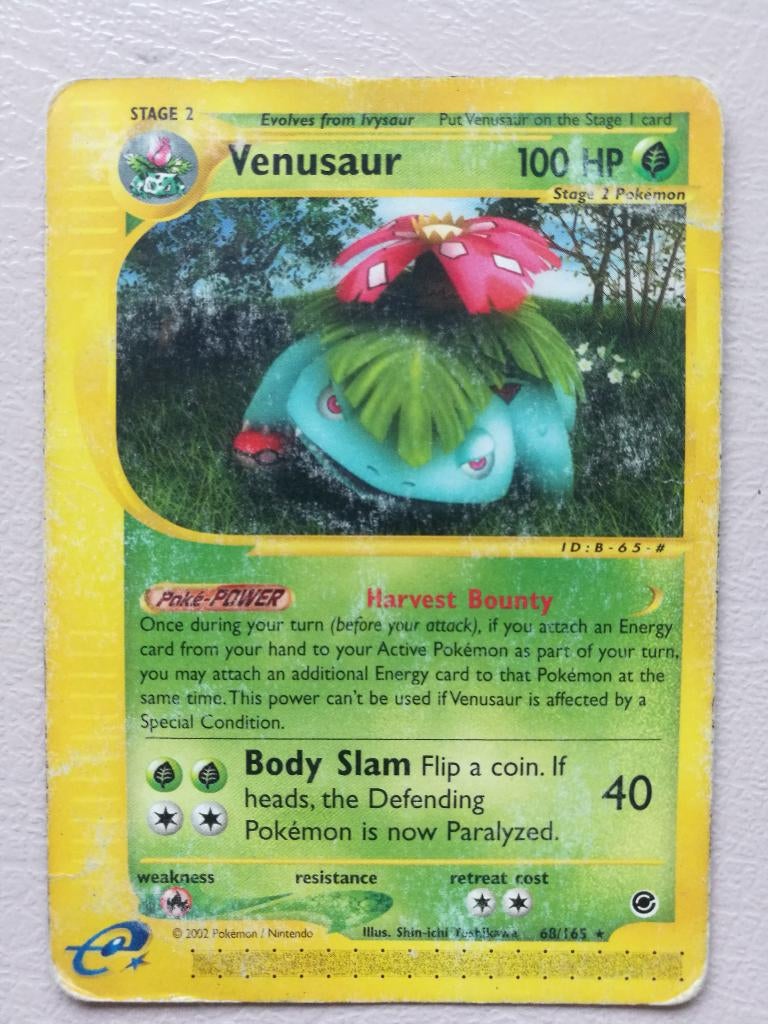 STAGE 2
Evolves from Ivysaur Put Venusaur on the Stage 1 card
Venusaur 100 HP
Stage 2 Pokémon
ID:B-65-#
Poké-POWER Harvest Bounty
Once during your turn (before your attack), if you attach an Energy
card from your hand to your Active Pokémon as part of your turn,
you may attach an additional Energy card to that Pokémon at the
same time. This power can't be used if Venusaur is affected by a
Special Condition.
Body Slam Flip a coin. If
heads, the Defending
Pokémon is now Paralyzed.
40
weakness resistance retreat cost
© 2002 Pokémon / Nintendo Illus. Shin-ichi Yoshikawa 68/165 ★
e